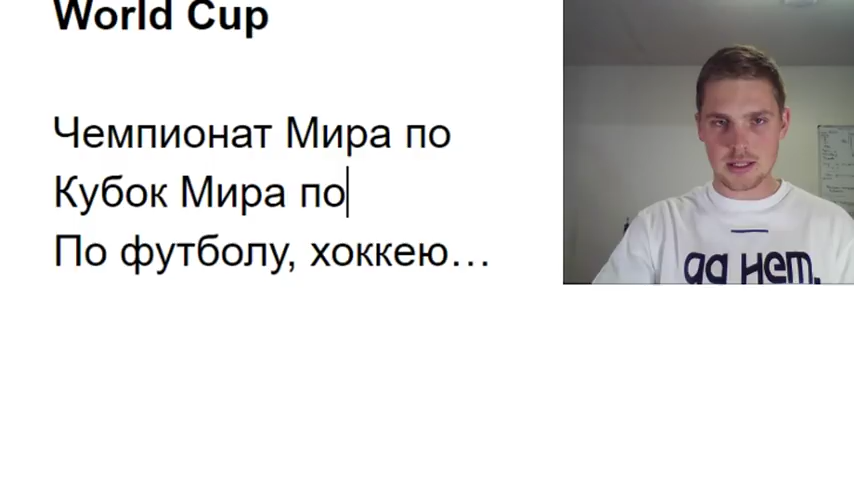 World Cup
Чемпионат Мира по
Кубок Мира по
По футболу, хоккею…
да нет.